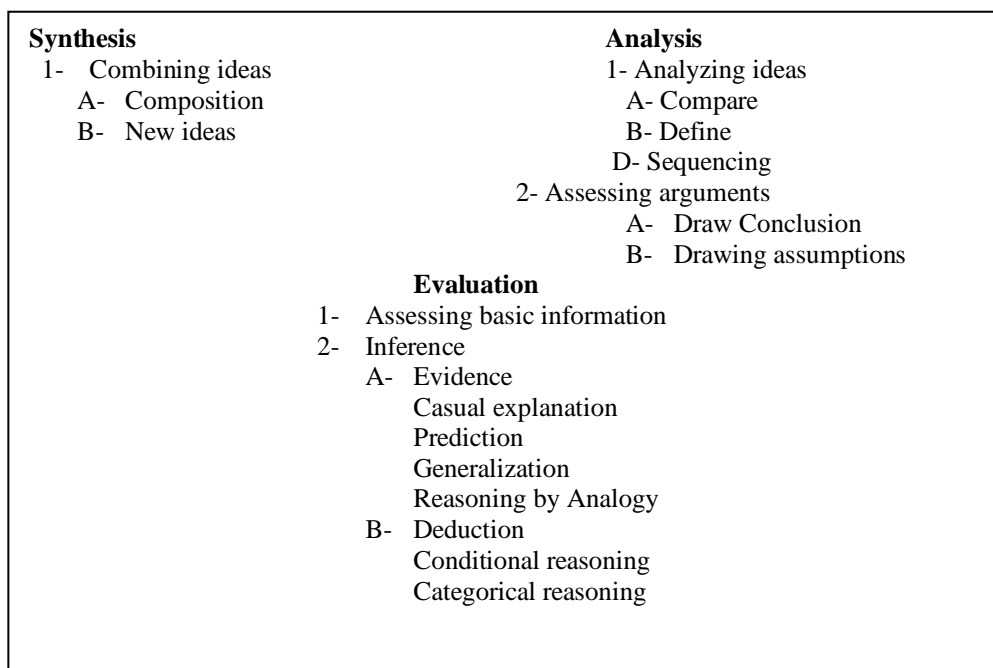 Synthesis
1- Combining ideas
A- Composition
B- New ideas
Analysis
1- Analyzing ideas
A- Compare
B- Define
D- Sequencing
2- Assessing arguments
A- Draw Conclusion
B- Drawing assumptions
Evaluation
1- Assessing basic information
2- Inference
A- Evidence
Casual explanation
Prediction
Generalization
Reasoning by Analogy
B- Deduction
Conditional reasoning
Categorical reasoning